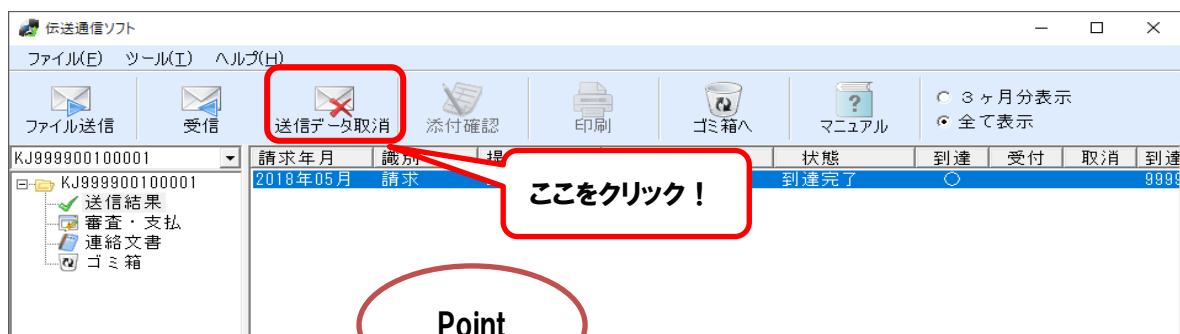 伝送通信ソフト
ファイル(F) ツール(T) ヘルプ(H)
ファイル送信 受信 送信データ取消 添付確認 印刷 ゴミ箱へ マニュアル
3ヶ月分表示
全て表示
KJ999900100001
請求年月 識別 状態 到達 受付 取消 到達
2018年05月 請求 到達完了 ○ 9999
KJ999900100001
送信結果
審査・支払
連絡文書
ゴミ箱
ここをクリック！
Point